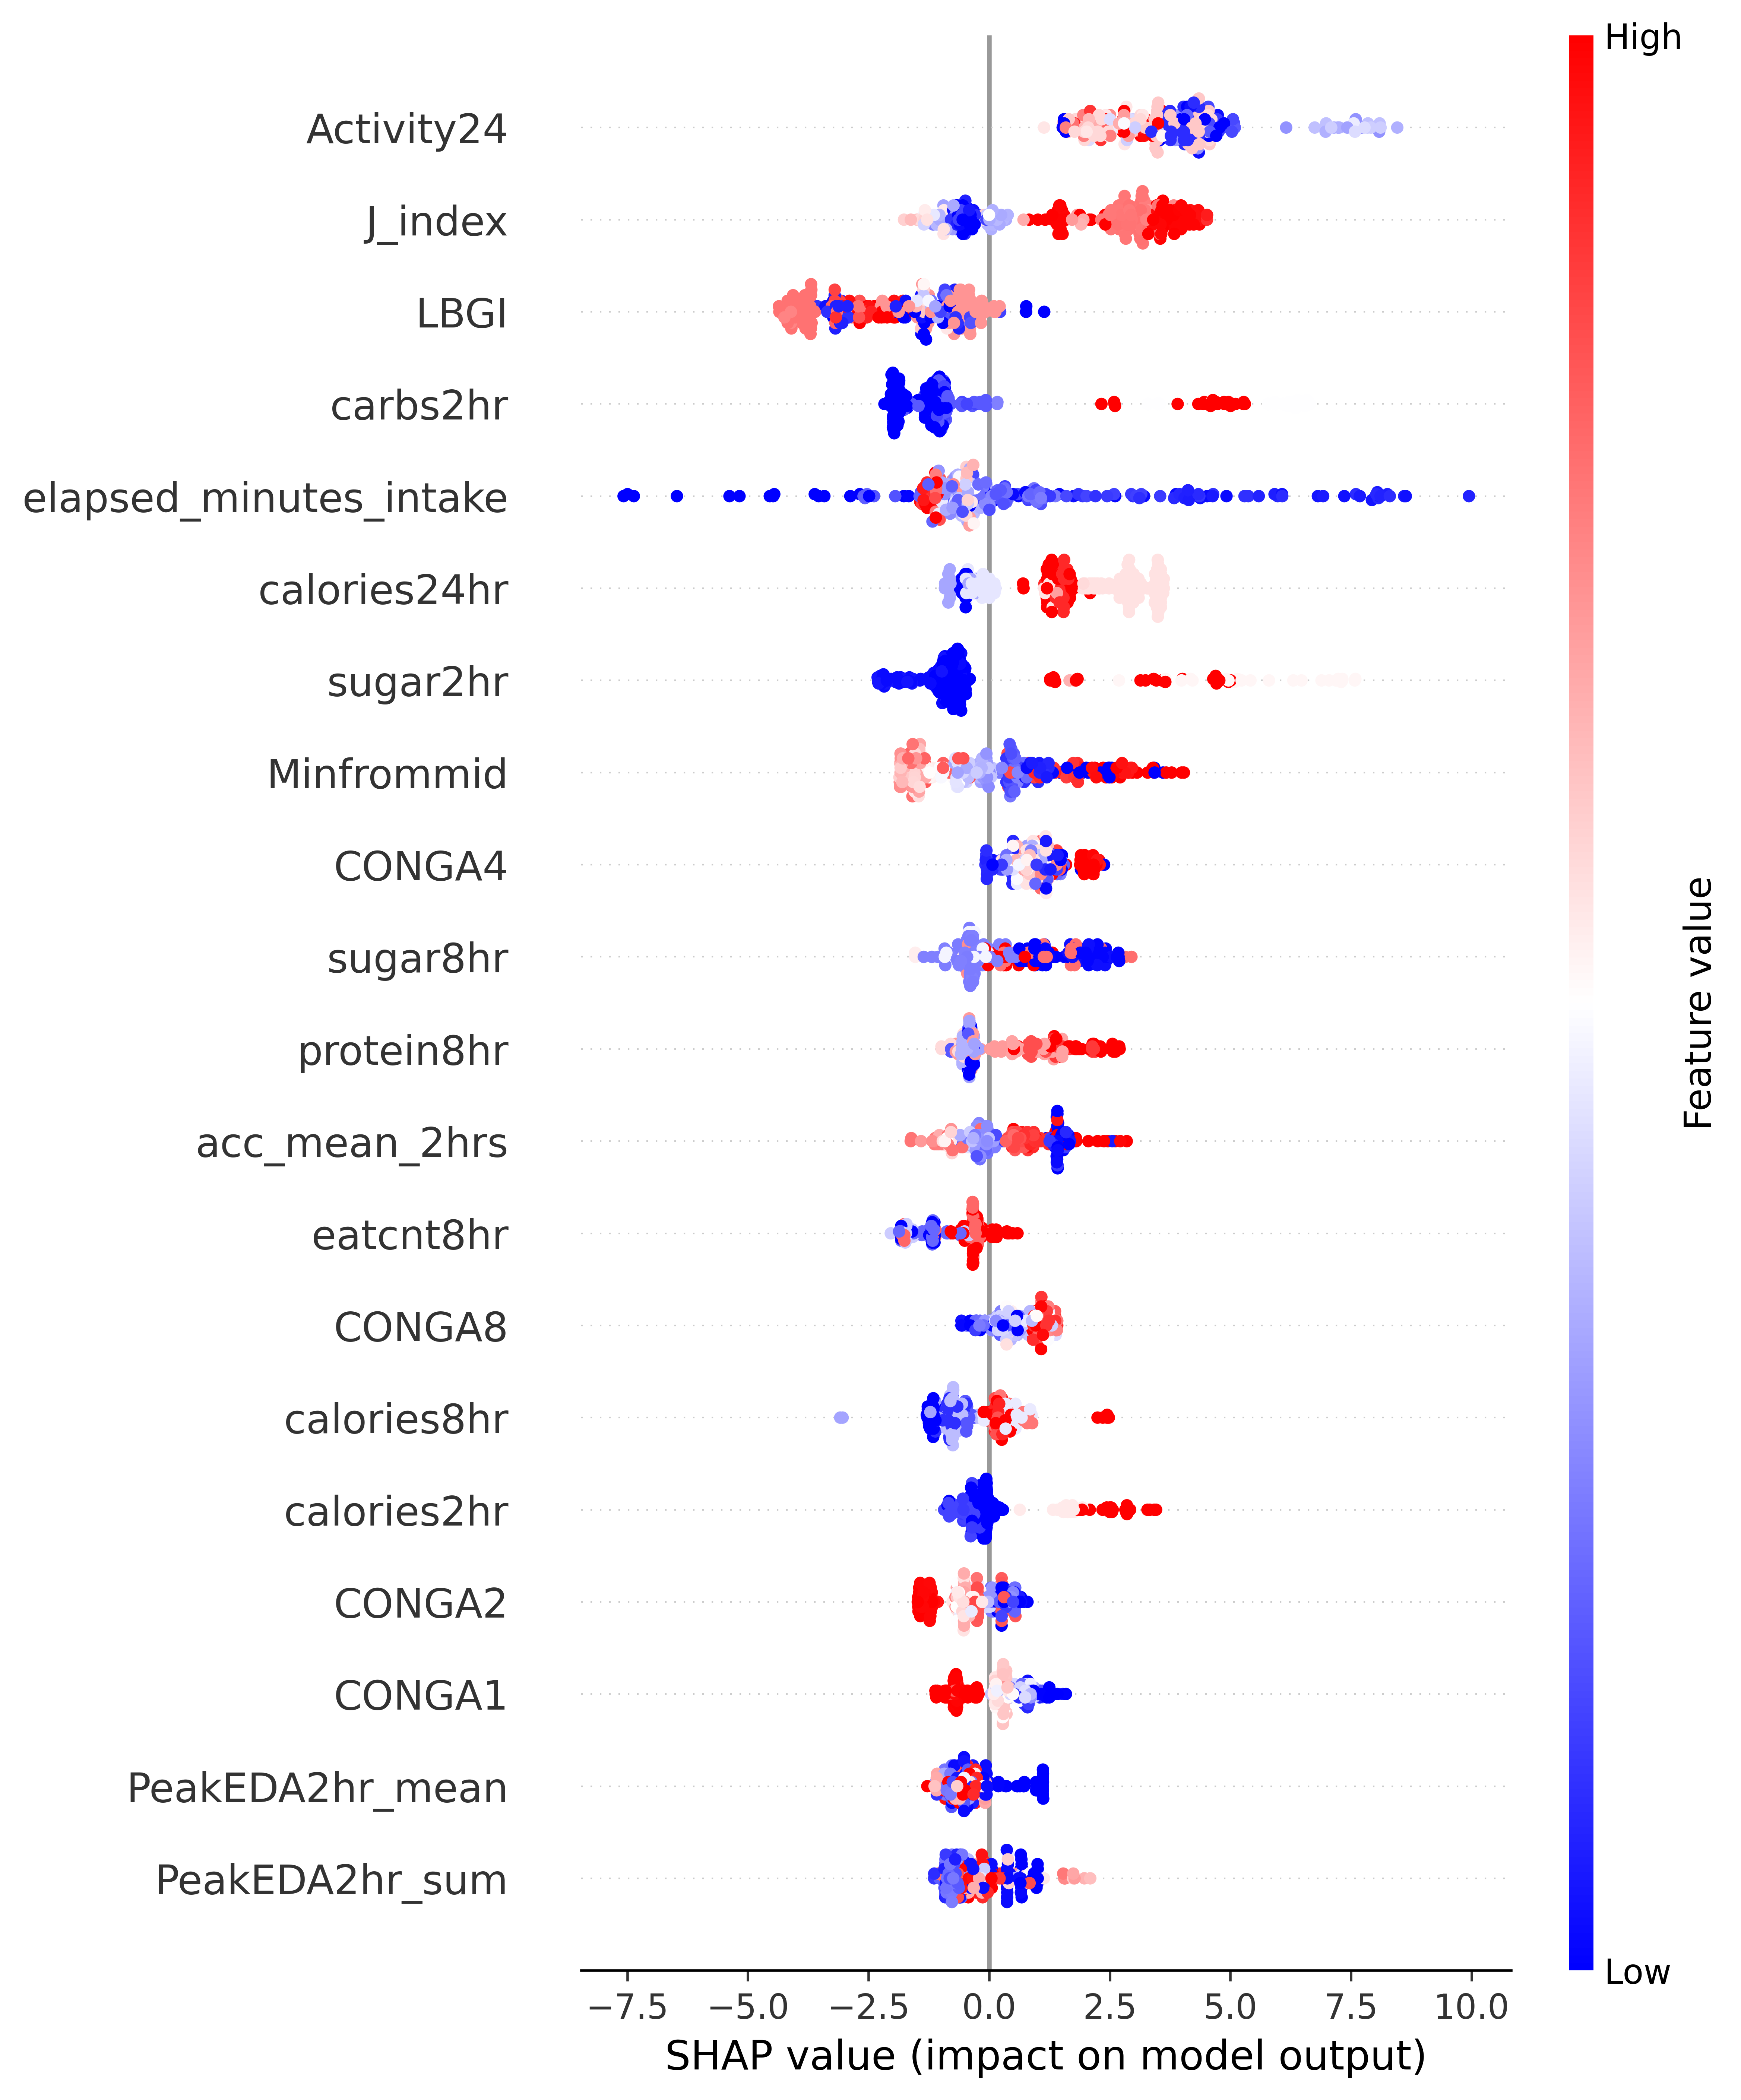 High
Activity24
J_index
LBGI
carbs2hr
elapsed_minutes_intake
calories24hr
sugar2hr
Minfrommid
CONGA4
sugar8hr
protein8hr
acc_mean_2hrs
eatcnt8hr
CONGA8
calories8hr
calories2hr
CONGA2
CONGA1
PeakEDA2hr_mean
PeakEDA2hr_sum
Feature value
Low
−7.5 −5.0 −2.5 0.0 2.5 5.0 7.5 10.0
SHAP value (impact on model output)